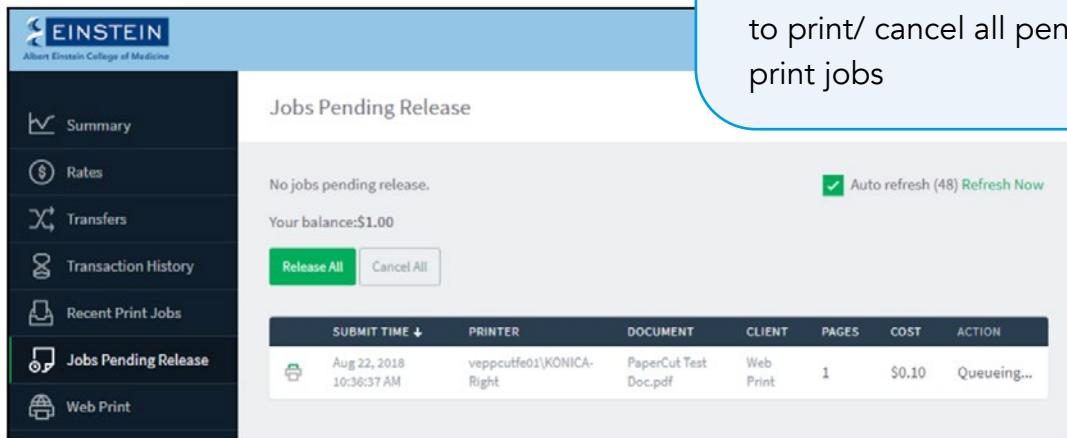 EINSTEIN
Albert Einstein College of Medicine
to print/ cancel all pen
print jobs
Summary
Rates
Transfers
Transaction History
Recent Print Jobs
Jobs Pending Release
Web Print
Jobs Pending Release
No jobs pending release.
Auto refresh (48) Refresh Now
Your balance:$1.00
Release All Cancel All
SUBMIT TIME PRINTER DOCUMENT CLIENT PAGES COST ACTION
Aug 22, 2018 veppcutfe01\KONICA- PaperCut Test Web
10:36:37 AM Right Doc.pdf Print 1 $0.10 Queueing...